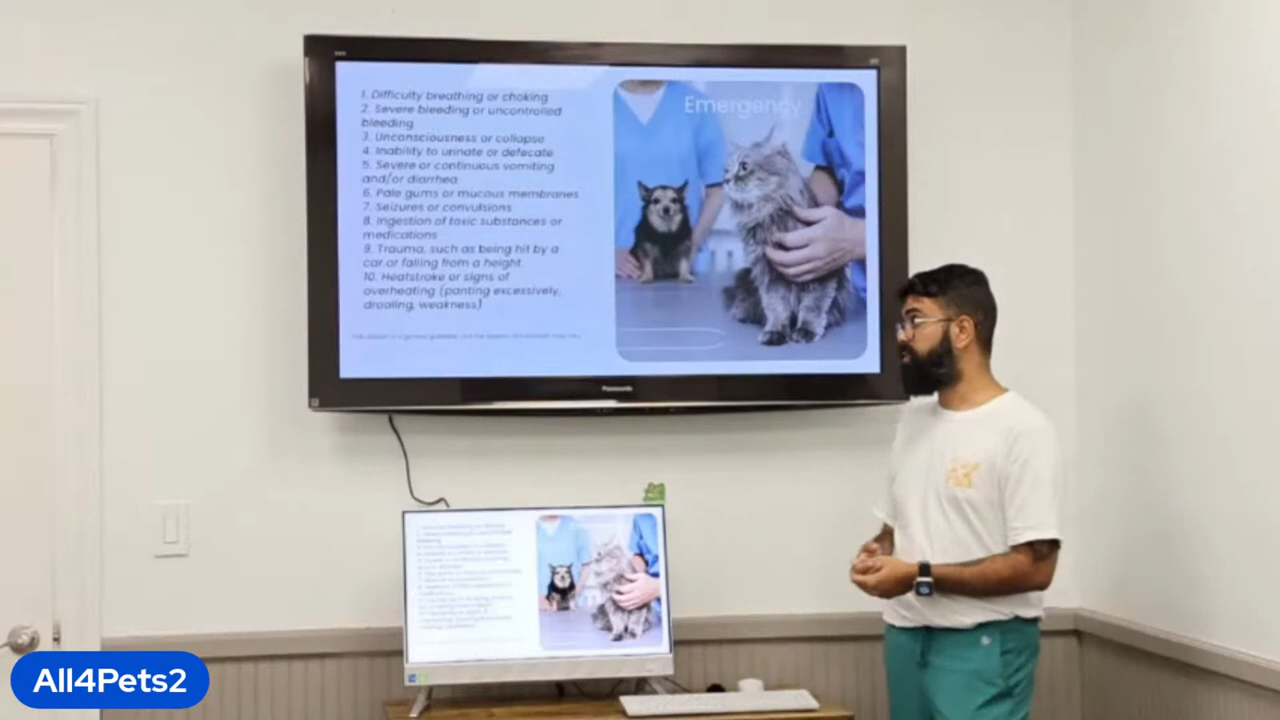 1. Difficulty breathing or choking
2. Severe bleeding or uncontrolled
bleeding
3. Unconsciousness or collapse
4. Inability to urinate or defecate
5. Severe or continuous vomiting
and/or diarrhea
6. Pale gums or mucous membranes
7. Seizures or convulsions
8. Ingestion of toxic substances or
medications
9. Trauma, such as being hit by a
car or falling from a height.
10. Heatstroke or signs of
overheating (panting excessively,
drooling, weakness)
Emergency
Panasonic
All4Pets2